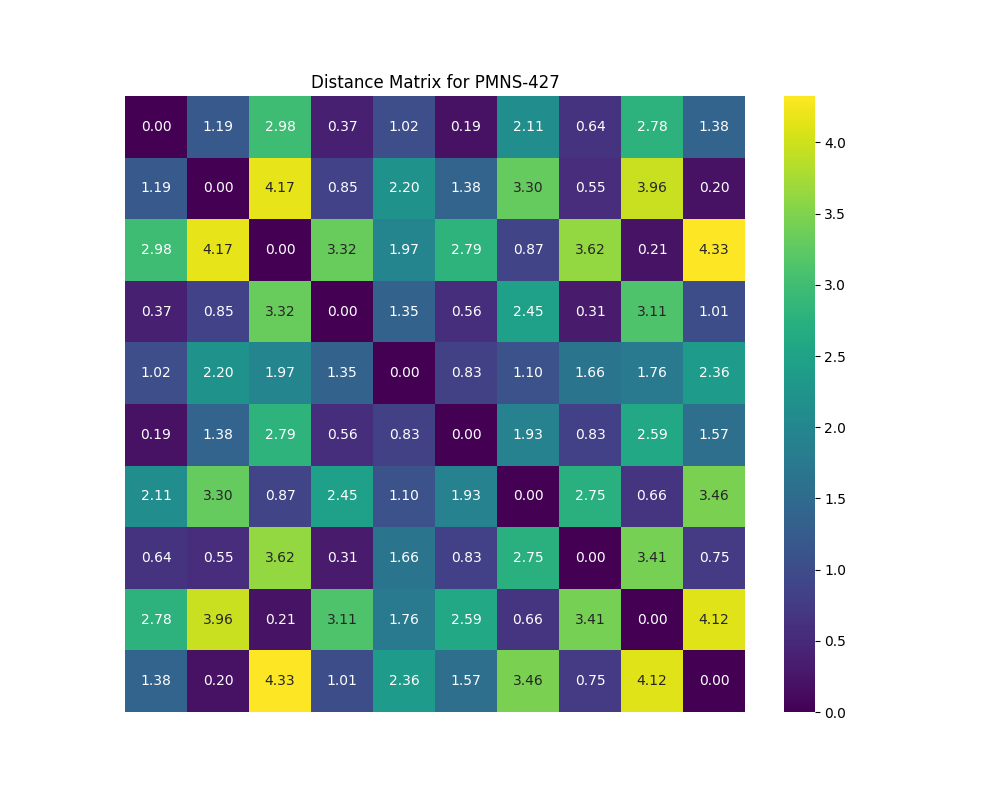 Distance Matrix for PMNS-427
0.00 1.19 2.98 0.37 1.02 0.19 2.11 0.64 2.78 1.38
1.19 0.00 4.17 0.85 2.20 1.38 3.30 0.55 3.96 0.20
2.98 4.17 0.00 3.32 1.97 2.79 0.87 3.62 0.21 4.33
0.37 0.85 3.32 0.00 1.35 0.56 2.45 0.31 3.11 1.01
1.02 2.20 1.97 1.35 0.00 0.83 1.10 1.66 1.76 2.36
0.19 1.38 2.79 0.56 0.83 0.00 1.93 0.83 2.59 1.57
2.11 3.30 0.87 2.45 1.10 1.93 0.00 2.75 0.66 3.46
0.64 0.55 3.62 0.31 1.66 0.83 2.75 0.00 3.41 0.75
2.78 3.96 0.21 3.11 1.76 2.59 0.66 3.41 0.00 4.12
1.38 0.20 4.33 1.01 2.36 1.57 3.46 0.75 4.12 0.00
4.0
3.5
3.0
2.5
2.0
1.5
1.0
0.5
0.0